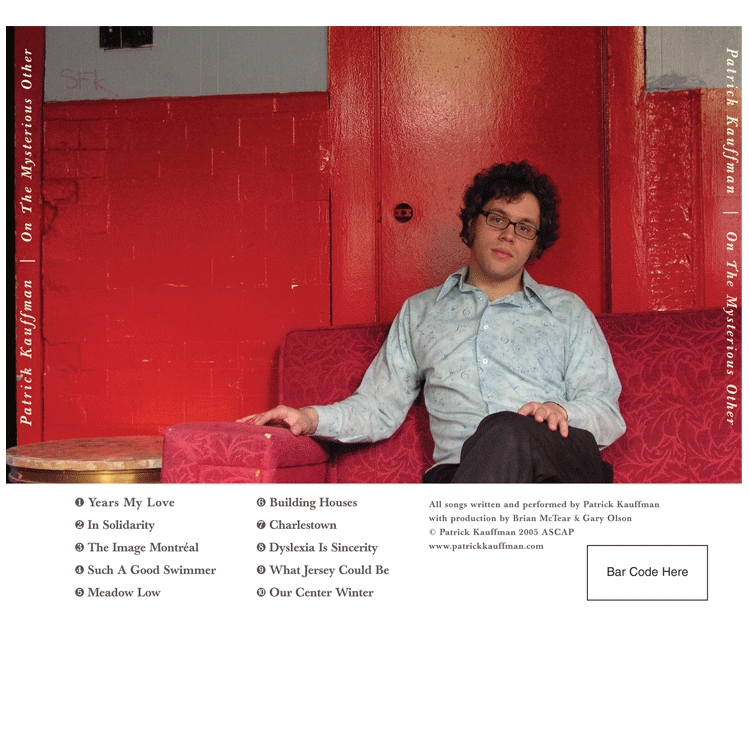 Patrick Kauffman | On The Mysterious Other
SFK
Patrick Kauffman | On The Mysterious Other
❶ Years My Love
❷ In Solidarity
❸ The Image Montréal
❹ Such A Good Swimmer
❺ Meadow Low
❻ Building Houses
❼ Charlestown
❽ Dyslexia Is Sincerity
❾ What Jersey Could Be
❿ Our Center Winter
All songs written and performed by Patrick Kauffman
with production by Brian McTear & Gary Olson
© Patrick Kauffman 2005 ASCAP
www.patrickkauffman.com
Bar Code Here